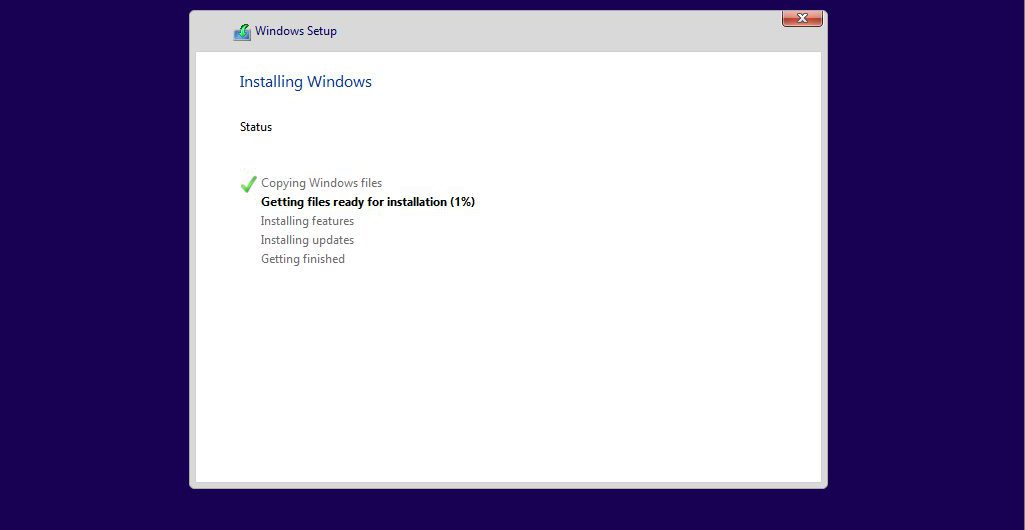 Windows Setup
Installing Windows
Status
Copying Windows files
Getting files ready for installation (1%)
Installing features
Installing updates
Getting finished